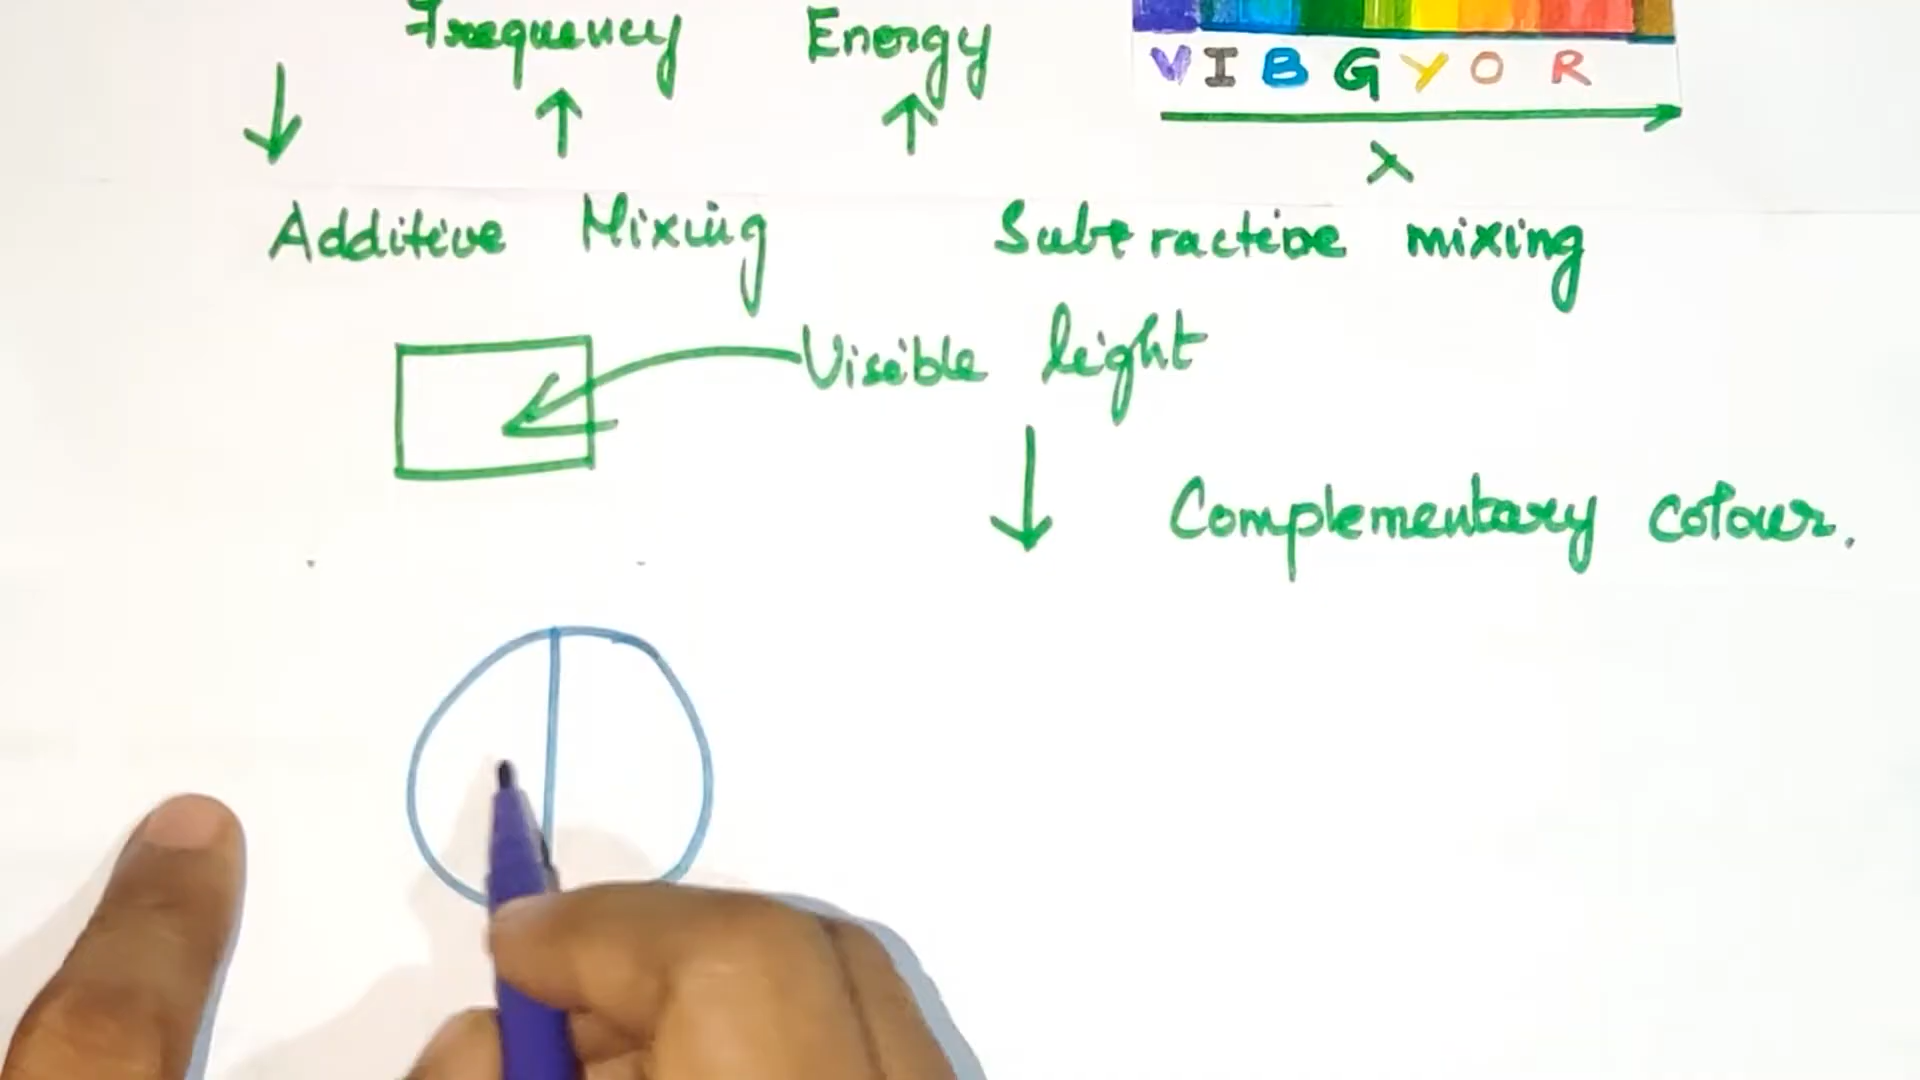 Frequency Energy
V I B G Y O R
λ
Additive Mixing Subtractive mixing
Visible light
Complementary colour.